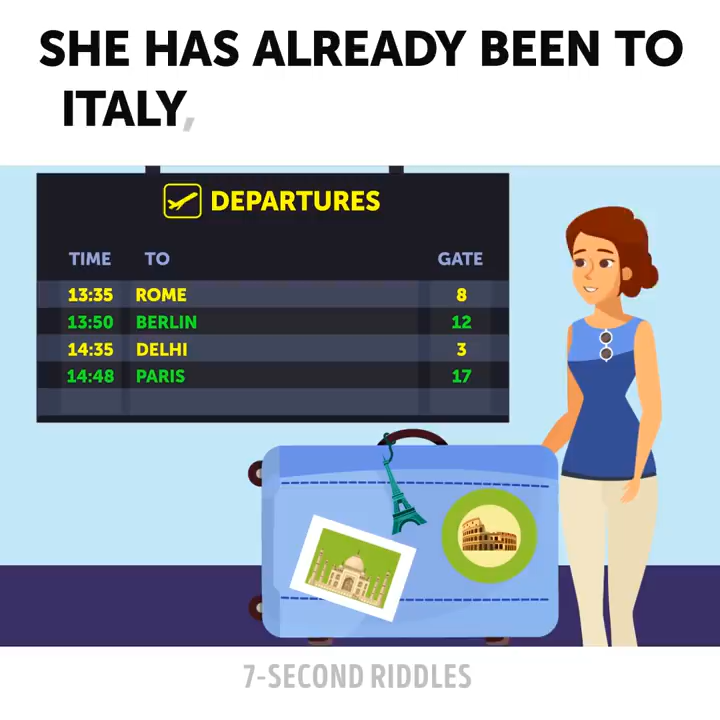 SHE HAS ALREADY BEEN TO
ITALY,
DEPARTURES
TIME TO GATE
13:35 ROME 8
13:50 BERLIN 12
14:35 DELHI 3
14:48 PARIS 17
7-SECOND RIDDLES